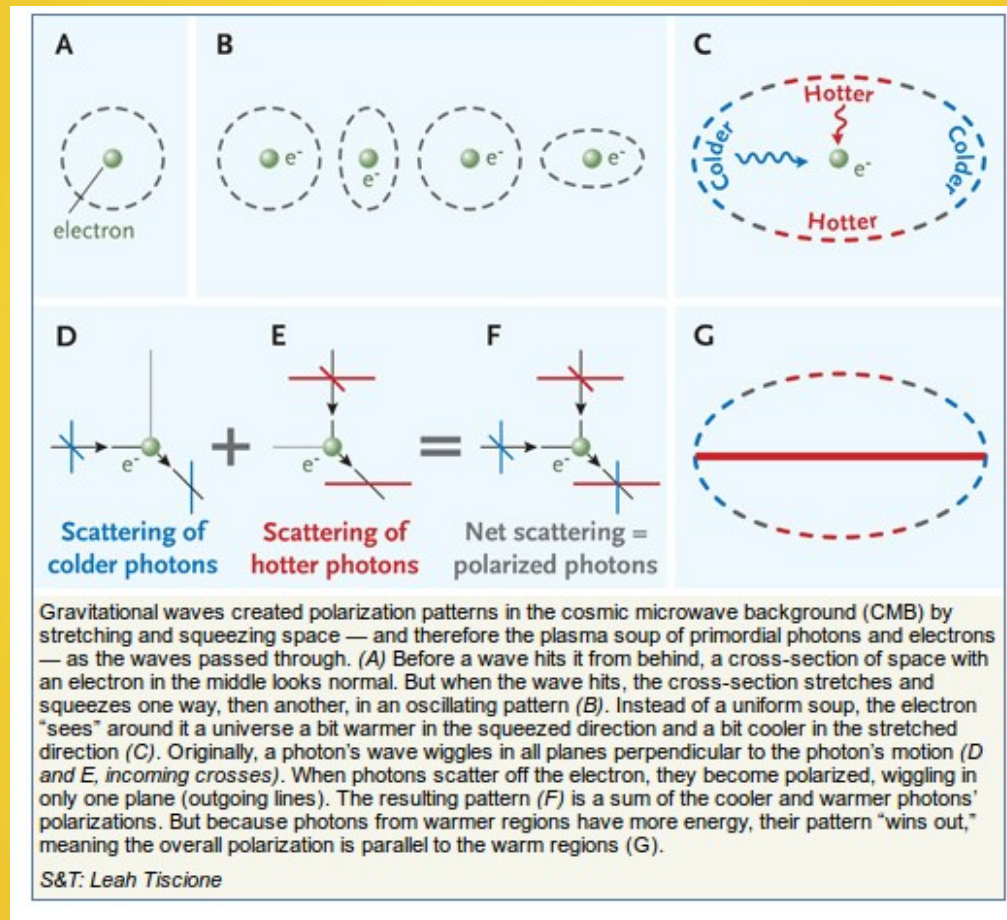 A
B
C
electron
e-
e-
e-
e-
Hotter
Colder
e-
Colder
Hotter
D
E
F
G
e-
+
e-
=
e-
Scattering of
colder photons
Scattering of
hotter photons
Net scattering =
polarized photons
Gravitational waves created polarization patterns in the cosmic microwave background (CMB) by
stretching and squeezing space — and therefore the plasma soup of primordial photons and electrons
— as the waves passed through. (A) Before a wave hits it from behind, a cross-section of space with
an electron in the middle looks normal. But when the wave hits, the cross-section stretches and
squeezes one way, then another, in an oscillating pattern (B). Instead of a uniform soup, the electron
“sees” around it a universe a bit warmer in the squeezed direction and a bit cooler in the stretched
direction (C). Originally, a photon’s wave wiggles in all planes perpendicular to the photon’s motion (D
and E, incoming crosses). When photons scatter off the electron, they become polarized, wiggling in
only one plane (outgoing lines). The resulting pattern (F) is a sum of the cooler and warmer photons’
polarizations. But because photons from warmer regions have more energy, their pattern “wins out,”
meaning the overall polarization is parallel to the warm regions (G).
S&T: Leah Tiscione